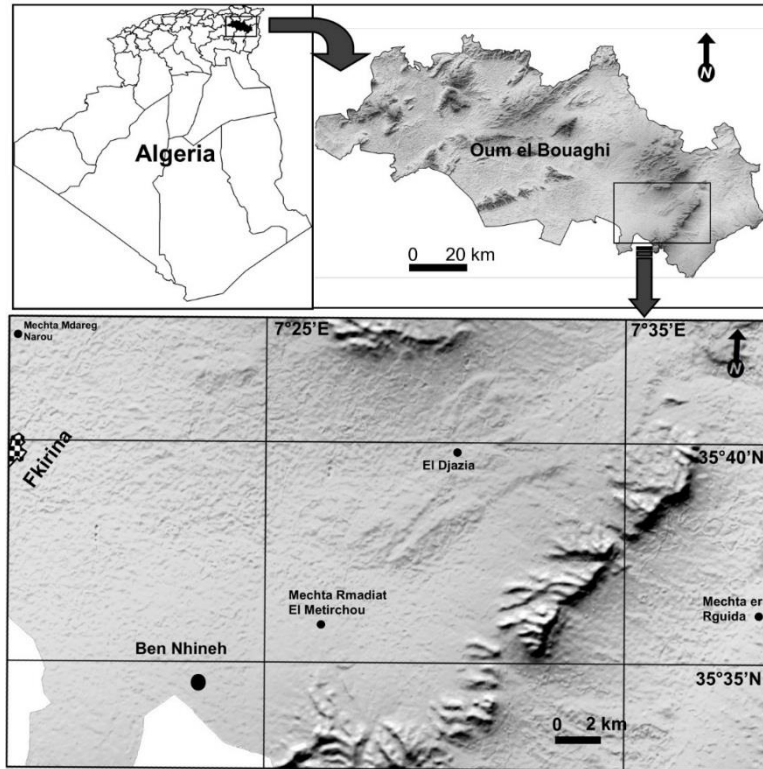 Algeria
N
Oum el Bouaghi
0 20 km
Mechta Mdareg
Narou
7°25'E
7°35'E
N
Fkirina
El Djazia
35°40'N
Mechta Rmadiat
El Metirchou
Mechta er
Rguida
Ben Nhineh
35°35'N
0 2 km